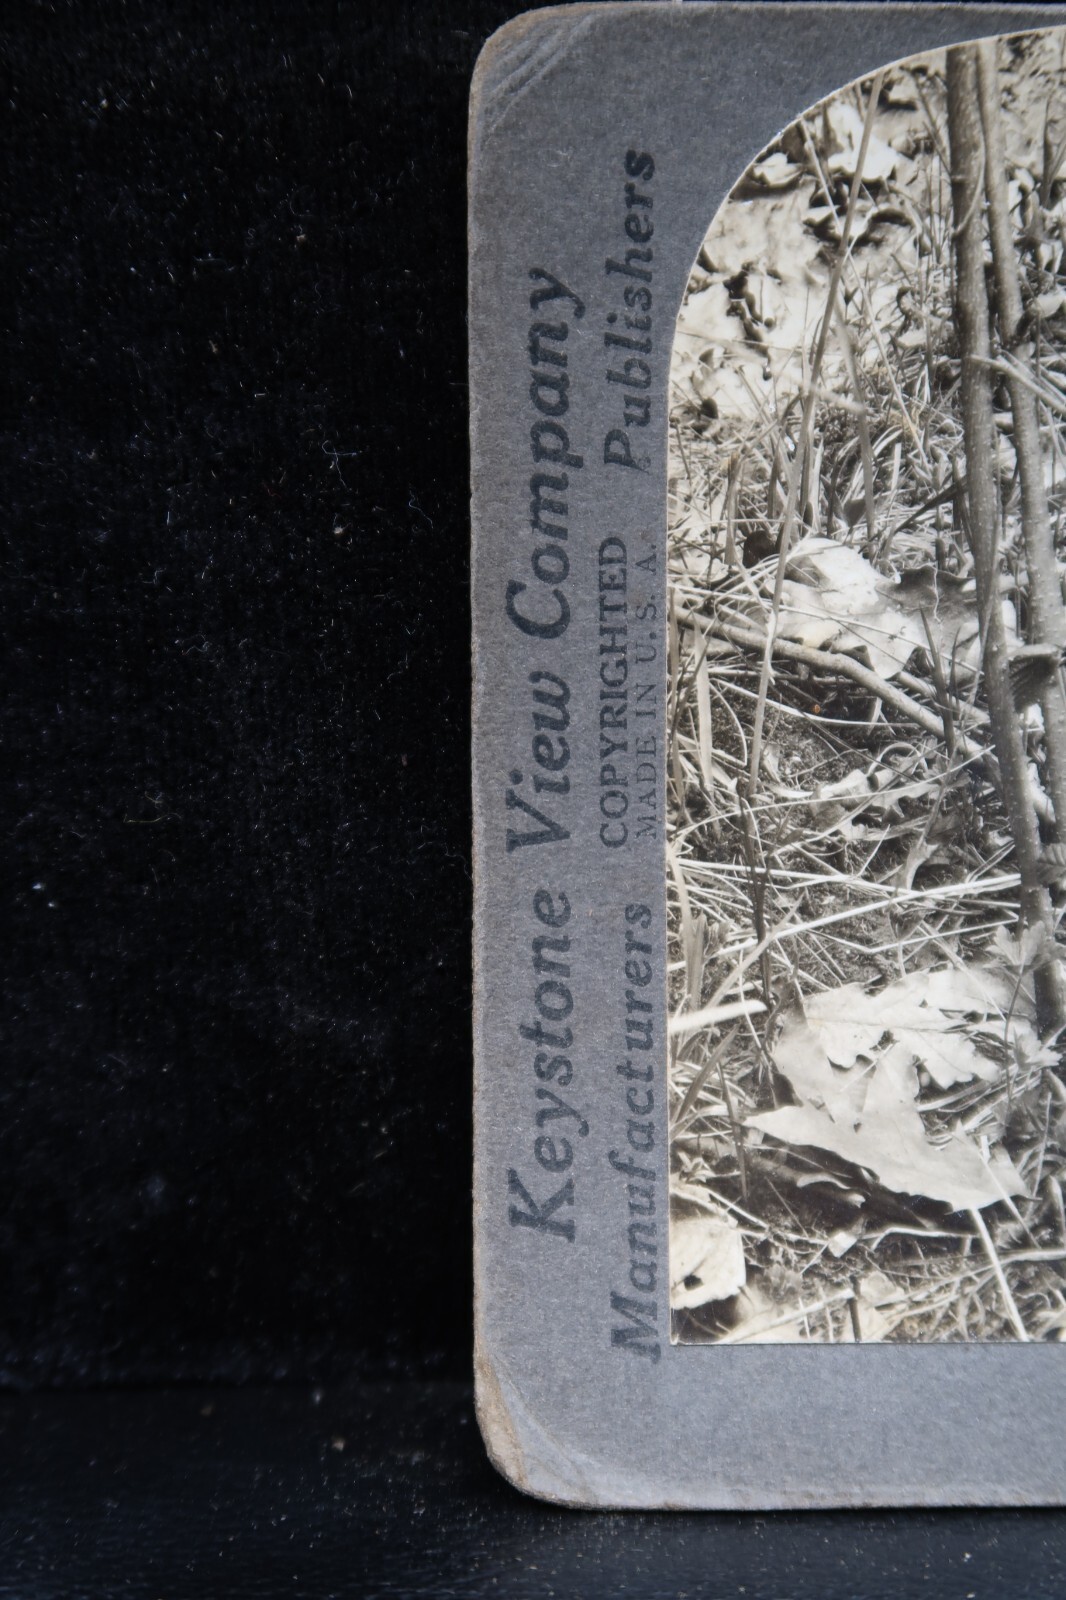 Keystone View Company
Manufacturers COPYRIGHTED Publishers
MADE IN U. S. A.